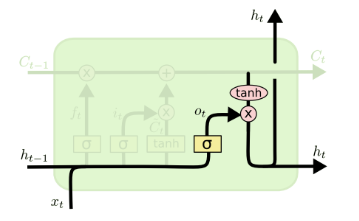 h_t
C_{t-1}
C_t
tanh
f_t
i_t
o_t
C̃_t
σ
σ
tanh
σ
h_{t-1}
h_t
x_t